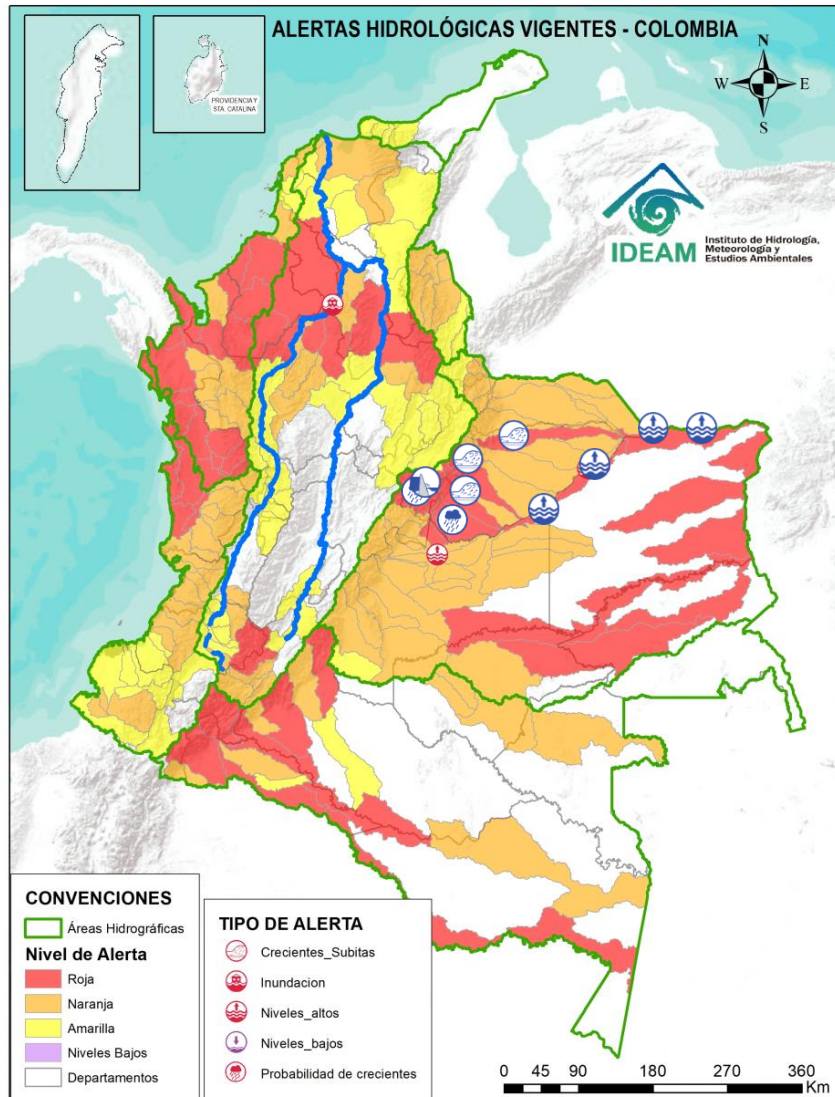 ALERTAS HIDROLÓGICAS VIGENTES - COLOMBIA
PROVIDENCIA Y
STA. CATALINA
N
W
E
S
IDEAM
Instituto de Hidrología,
Meteorología y
Estudios Ambientales
CONVENCIONES
Áreas Hidrográficas
Nivel de Alerta
Roja
Naranja
Amarilla
Niveles Bajos
Departamentos
TIPO DE ALERTA
Crecientes_Subitas
Inundacion
Niveles_altos
Niveles_bajos
Probabilidad de crecientes
0 45 90 180 270 360
Km